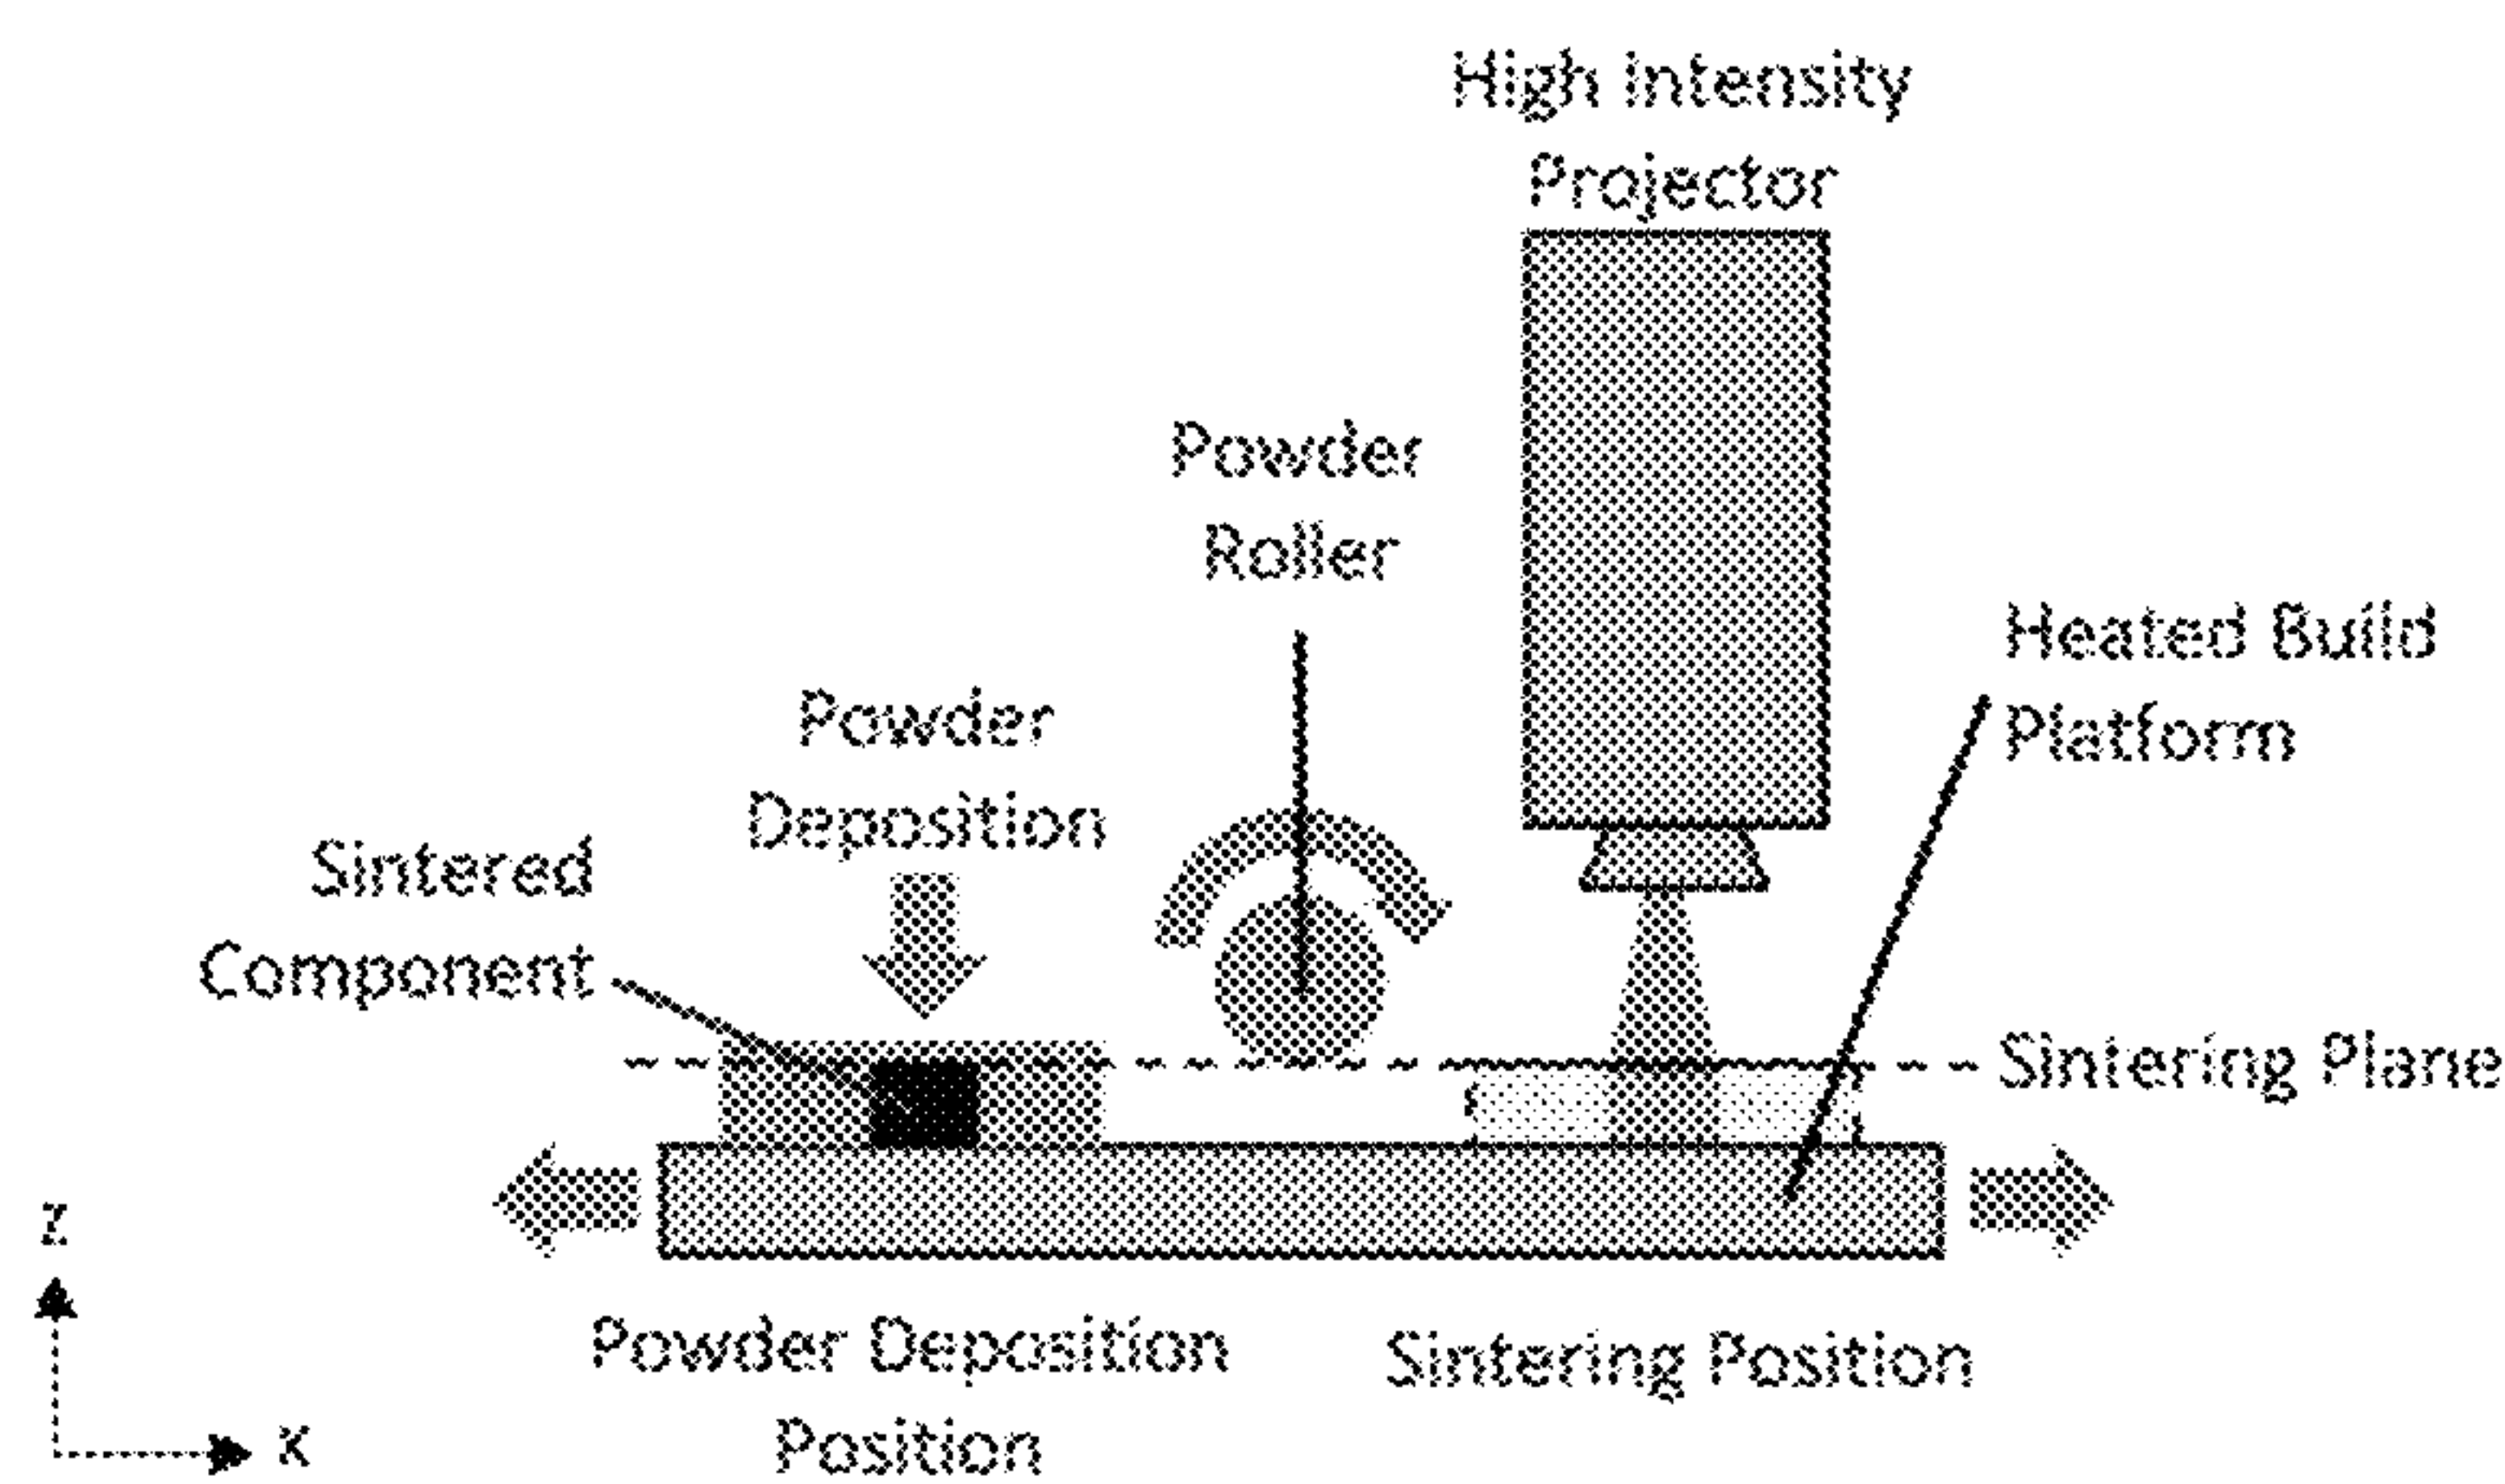 High Intensity
Projector
Powder
Roller
Heated Build
Platform
Powder
Deposition
Sintered
Component
Sintering Plane
Z
Powder Deposition
Position
Sintering Position
X